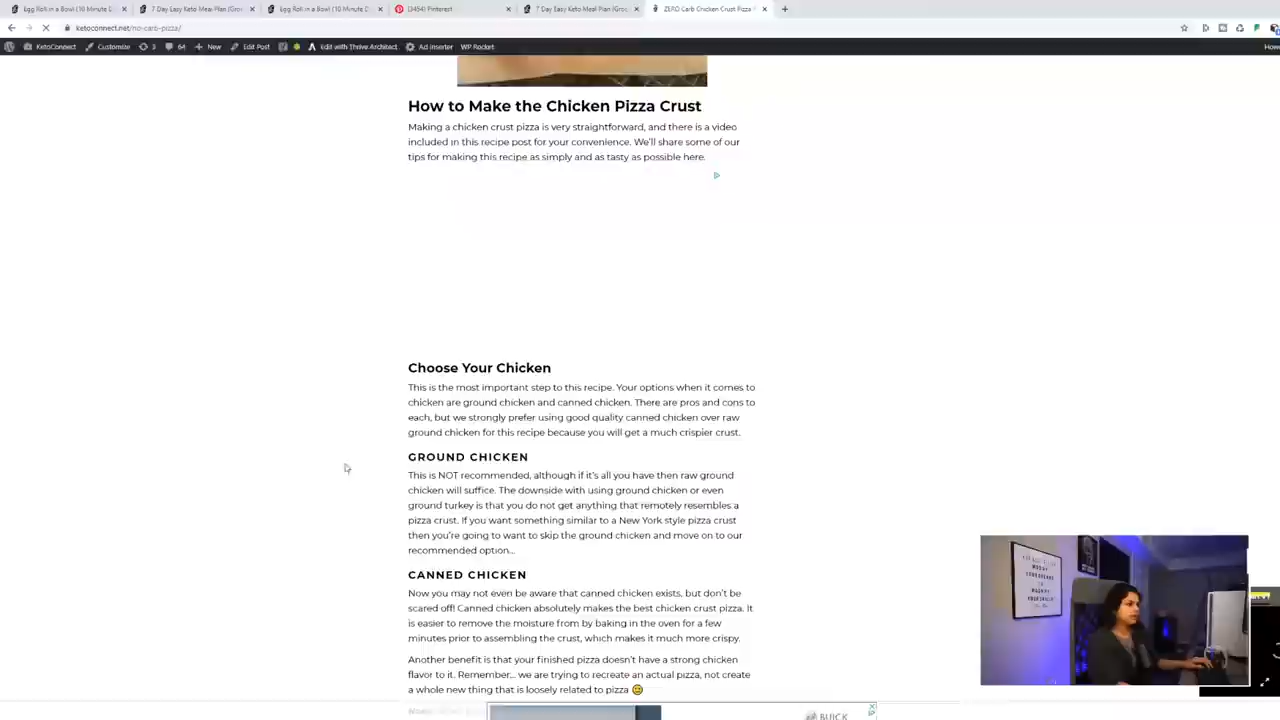 Egg Roll in a Bowl (10 Minute D
7 Day Easy Keto Meal Plan (Groc
Egg Roll in a Bowl (10 Minute D
(3454) Pinterest
7 Day Easy Keto Meal Plan (Groc
ZERO Carb Chicken Crust Pizza
ketoconnect.net/no-carb-pizza/
KetoConnect
Customize
3
64
New
Edit Post
Edit with Thrive Architect
Ad Inserter
WP Rocket
How to Make the Chicken Pizza Crust
Making a chicken crust pizza is very straightforward, and there is a video
included in this recipe post for your convenience. We'll share some of our
tips for making this recipe as simply and as tasty as possible here.
Choose Your Chicken
This is the most important step to this recipe. Your options when it comes to
chicken are ground chicken and canned chicken. There are pros and cons to
each, but we strongly prefer using good quality canned chicken over raw
ground chicken for this recipe because you will get a much crispier crust.
GROUND CHICKEN
This is NOT recommended, although if it's all you have then raw ground
chicken will suffice. The downside with using ground chicken or even
ground turkey is that you do not get anything that remotely resembles a
pizza crust. If you want something similar to a New York style pizza crust
then you're going to want to skip the ground chicken and move on to our
recommended option...
CANNED CHICKEN
Now you may not even be aware that canned chicken exists, but don't be
scared off! Canned chicken absolutely makes the best chicken crust pizza. It
is easier to remove the moisture from by baking in the oven for a few
minutes prior to assembling the crust, which makes it much more crispy.
Another benefit is that your finished pizza doesn't have a strong chicken
flavor to it. Remember... we are trying to recreate an actual pizza, not create
a whole new thing that is loosely related to pizza
BUICK